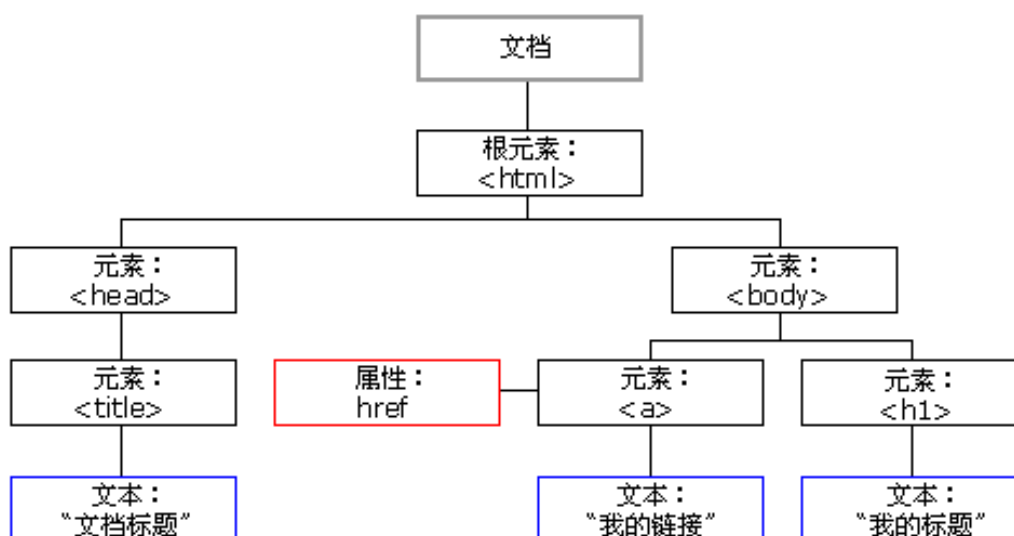 文档
根元素：
<html>
元素：
<head>
元素：
<body>
元素：
<title>
属性：
href
元素：
<a>
元素：
<h1>
文本：
“文档标题”
文本：
“我的链接”
文本：
“我的标题”